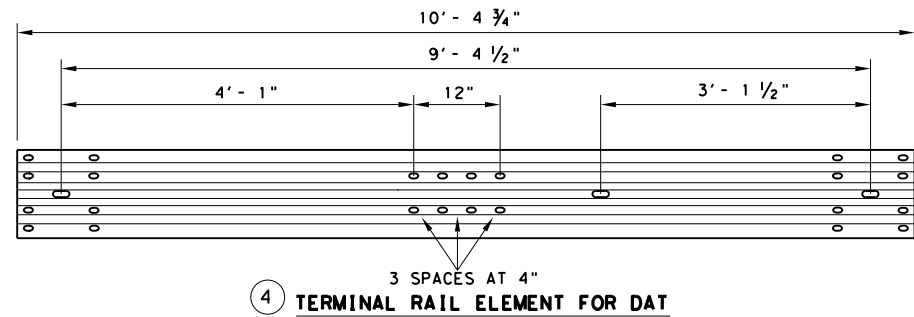 10' - 4 ¾"
9' - 4 ½"
4' - 1"
12"
3' - 1 ½"
3 SPACES AT 4"
4 TERMINAL RAIL ELEMENT FOR DAT